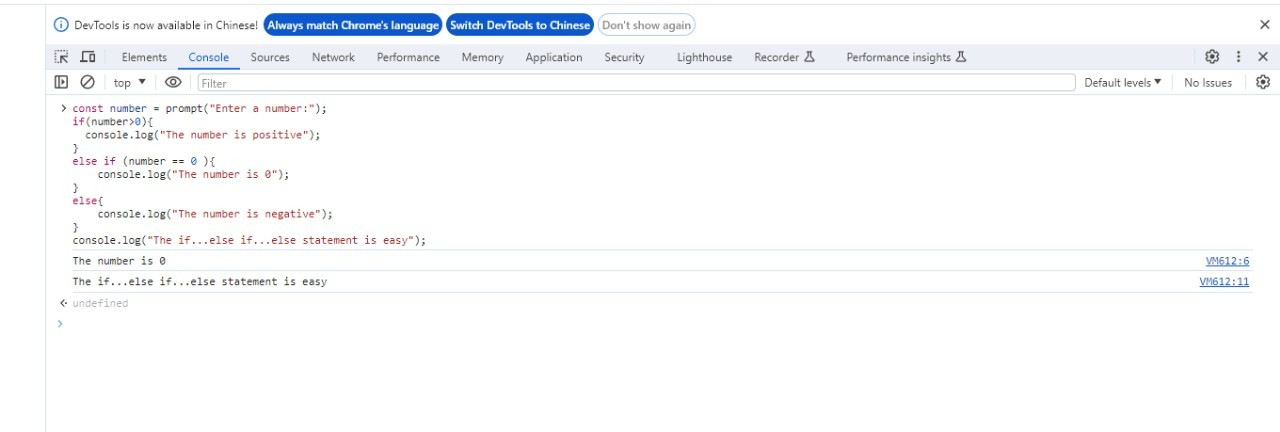 DevTools is now available in Chinese! Always match Chrome's language Switch DevTools to Chinese Don't show again
Elements Console Sources Network Performance Memory Application Security Lighthouse Recorder Performance insights
top Filter Default levels No Issues
const number = prompt("Enter a number:");
if(number>0){
  console.log("The number is positive");
}
else if (number == 0 ){
    console.log("The number is 0");
}
else{
    console.log("The number is negative");
}
console.log("The if...else if...else statement is easy");
The number is 0 VM612:6
The if...else if...else statement is easy VM612:11
undefined